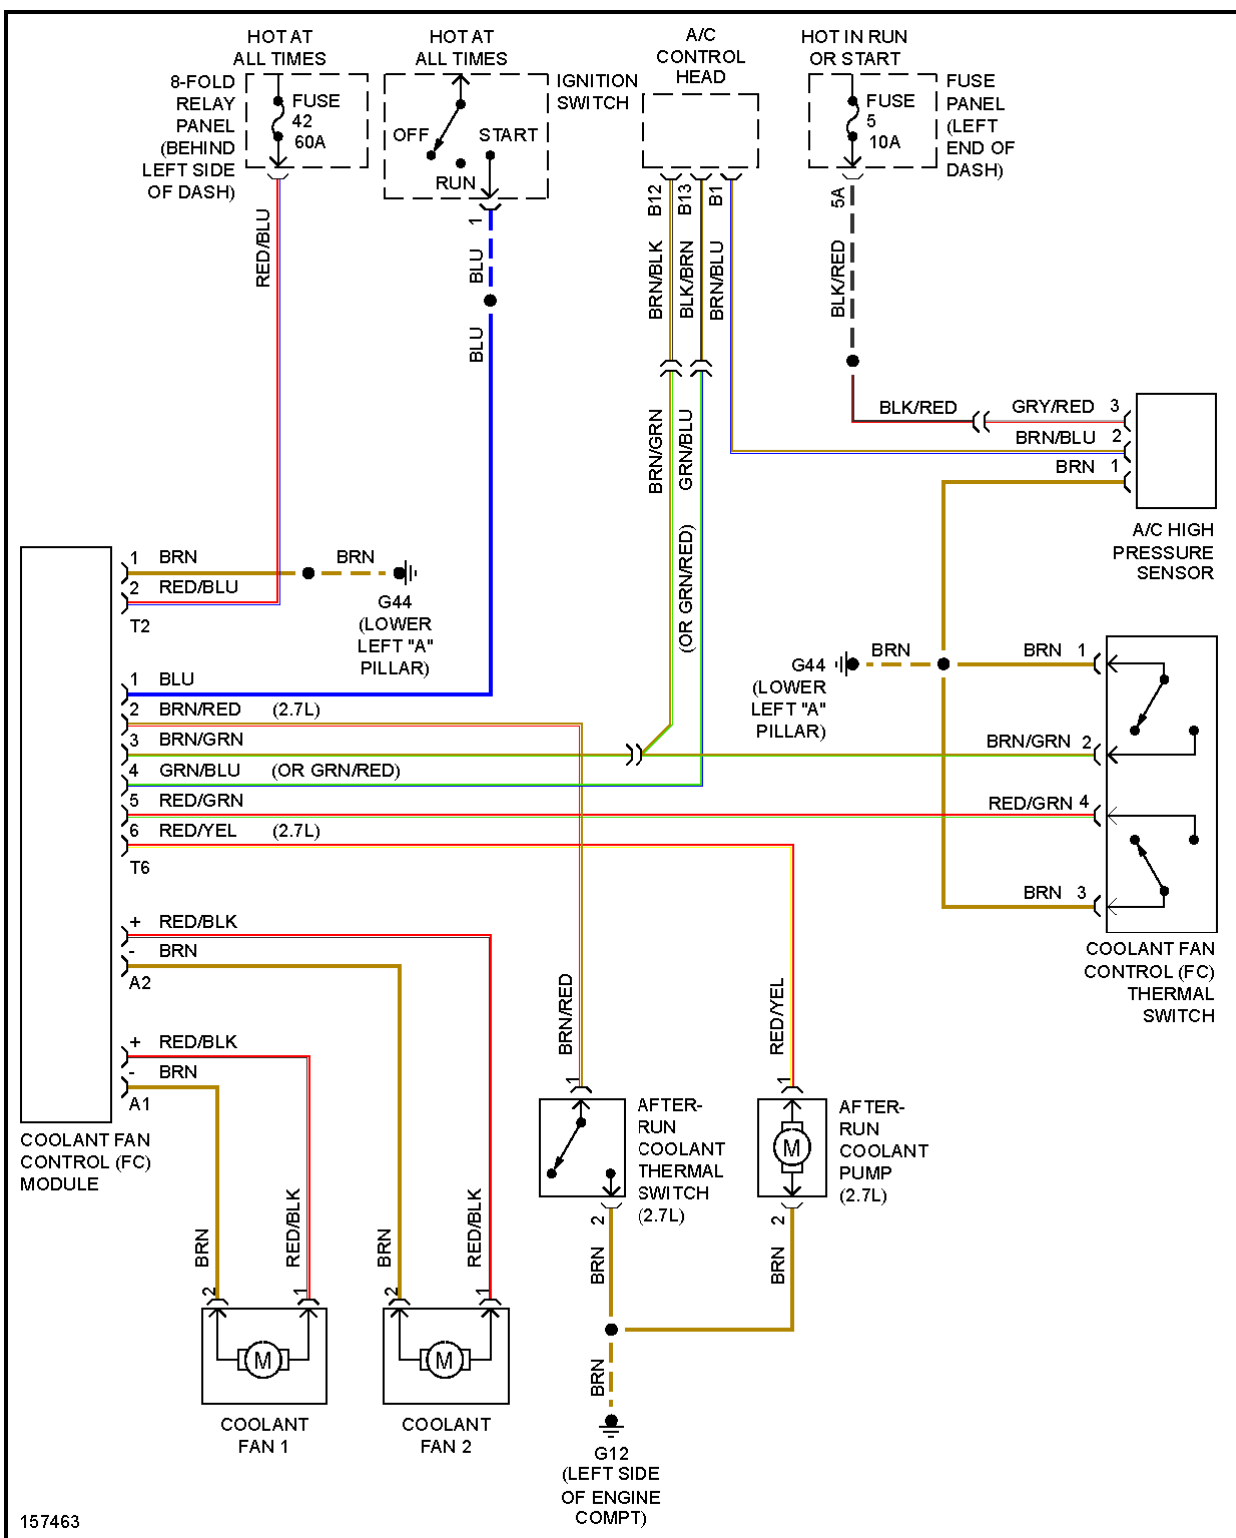 HOT AT
ALL TIMES
8-FOLD
RELAY
PANEL
(BEHIND
LEFT SIDE
OF DASH)
FUSE
42
60A
RED/BLU
HOT AT
ALL TIMES
IGNITION
SWITCH
OFF
START
RUN
1
BLU
BLU
A/C
CONTROL
HEAD
B12
B13
B1
BRN/BLK
BLK/BRN
BRN/BLU
BRN/GRN
GRN/BLU
(OR GRN/RED)
HOT IN RUN
OR START
FUSE
5
10A
FUSE
PANEL
(LEFT
END OF
DASH)
5A
BLK/RED
BLK/RED
GRY/RED 3
BRN/BLU 2
BRN 1
A/C HIGH
PRESSURE
SENSOR
1 BRN
BRN
2 RED/BLU
T2
G44
(LOWER
LEFT "A"
PILLAR)
1 BLU
2 BRN/RED (2.7L)
3 BRN/GRN
4 GRN/BLU (OR GRN/RED)
5 RED/GRN
6 RED/YEL (2.7L)
T6
G44
(LOWER
LEFT "A"
PILLAR)
BRN
BRN 1
BRN/GRN 2
RED/GRN 4
BRN 3
COOLANT FAN
CONTROL (FC)
THERMAL
SWITCH
+ RED/BLK
- BRN
A2
+ RED/BLK
- BRN
A1
COOLANT FAN
CONTROL (FC)
MODULE
BRN/RED
1
AFTER-
RUN
COOLANT
THERMAL
SWITCH
(2.7L)
2
BRN
RED/YEL
1
M
AFTER-
RUN
COOLANT
PUMP
(2.7L)
2
BRN
BRN
G12
(LEFT SIDE
OF ENGINE
COMPT)
BRN
RED/BLK
2
1
M
COOLANT
FAN 1
BRN
RED/BLK
2
1
M
COOLANT
FAN 2
157463